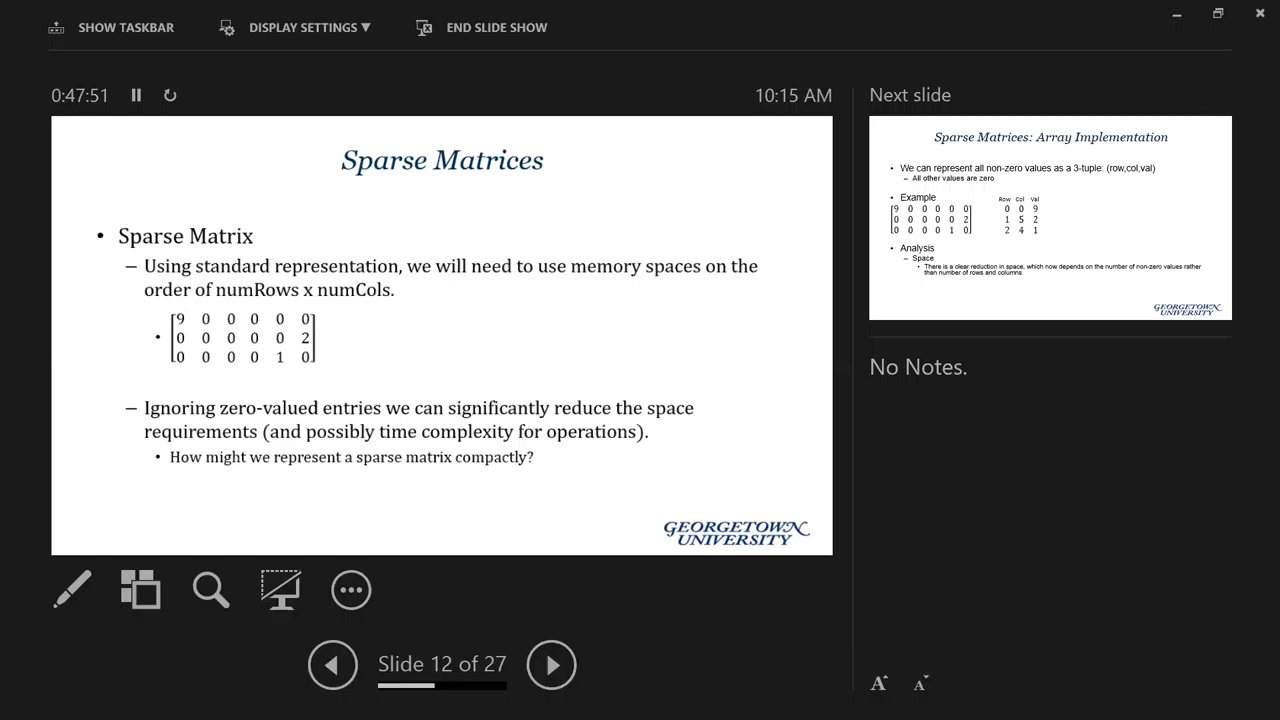 SHOW TASKBAR DISPLAY SETTINGS ▼ END SLIDE SHOW
0:47:51 10:15 AM
Sparse Matrices
• Sparse Matrix
– Using standard representation, we will need to use memory spaces on the
order of numRows x numCols.
9 0 0 0 0 0
• 0 0 0 0 0 2
0 0 0 0 1 0
– Ignoring zero-valued entries we can significantly reduce the space
requirements (and possibly time complexity for operations).
• How might we represent a sparse matrix compactly?
GEORGETOWN
UNIVERSITY
Slide 12 of 27
Next slide
Sparse Matrices: Array Implementation
• We can represent all non-zero values as a 3-tuple: (row,col,val)
– All other values are zero
• Example Row Col Val
9 0 0 0 0 0 0 0 9
0 0 0 0 0 2 1 5 2
0 0 0 0 1 0 2 4 1
• Analysis
– Space
• There is a clear reduction in space, which now depends on the number of non-zero values rather
than number of rows and columns
GEORGETOWN
UNIVERSITY
No Notes.
A A